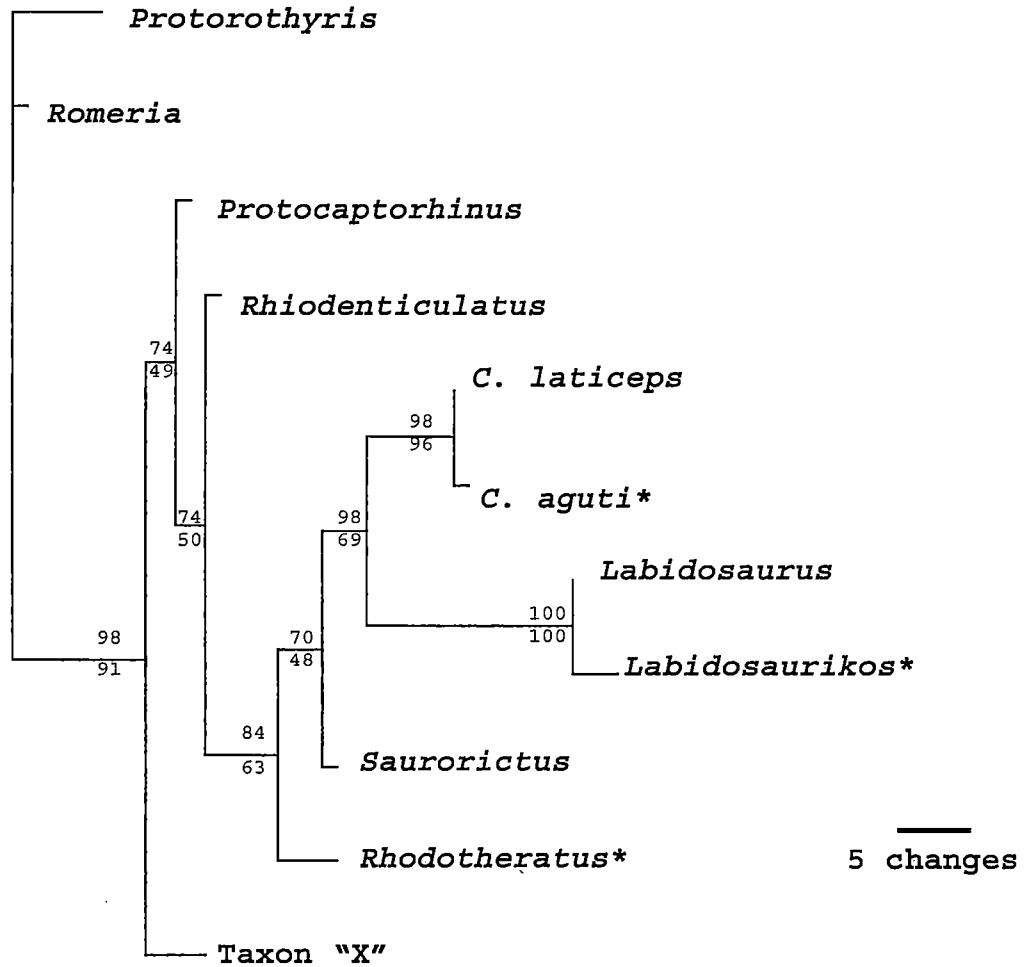 Protorothyris
Romeria
Protocaptorhinus
Rhiodenticulatus
74
49
C. laticeps
98
96
C. aguti*
74
50
98
69
Labidosaurus
100
100
Labidosaurikos*
98
91
70
48
84
63
Saurorictus
Rhodotheratus*
5 changes
Taxon "X"